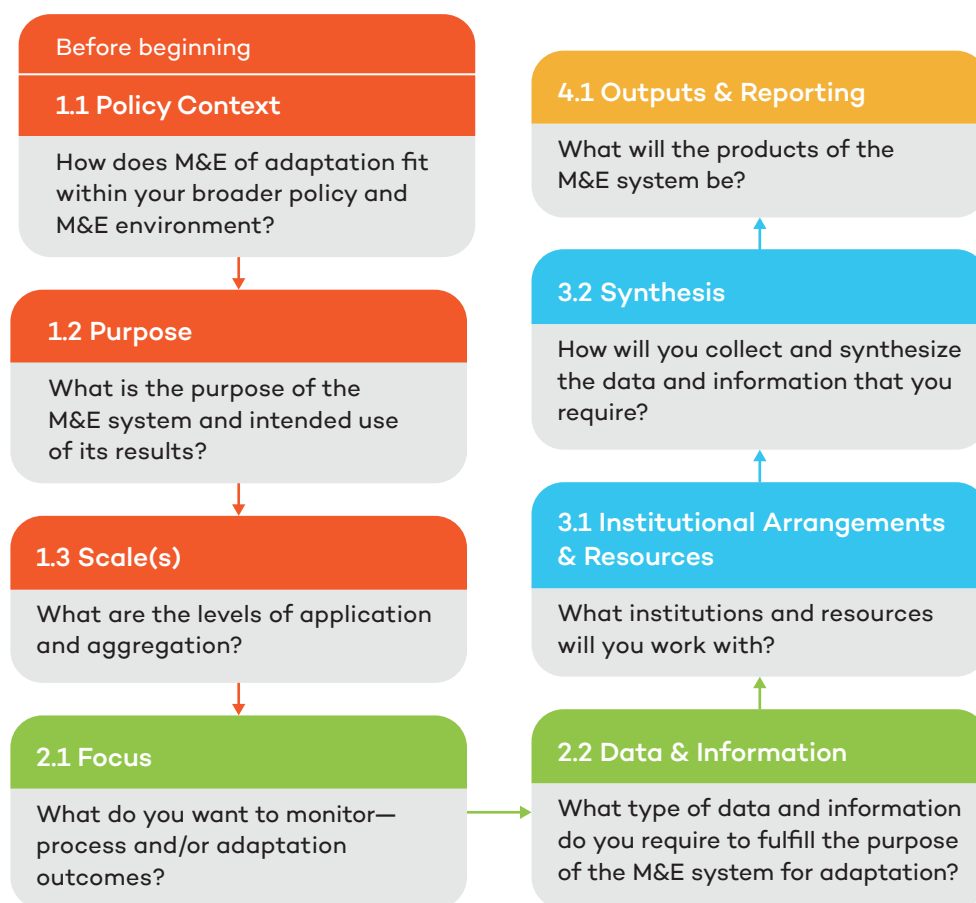 Before beginning
1.1 Policy Context
How does M&E of adaptation fit
within your broader policy and
M&E environment?
1.2 Purpose
What is the purpose of the
M&E system and intended use
of its results?
1.3 Scale(s)
What are the levels of application
and aggregation?
2.1 Focus
What do you want to monitor—
process and/or adaptation
outcomes?
2.2 Data & Information
What type of data and information
do you require to fulfill the purpose
of the M&E system for adaptation?
3.1 Institutional Arrangements
& Resources
What institutions and resources
will you work with?
3.2 Synthesis
How will you collect and synthesize
the data and information that you
require?
4.1 Outputs & Reporting
What will the products of the
M&E system be?